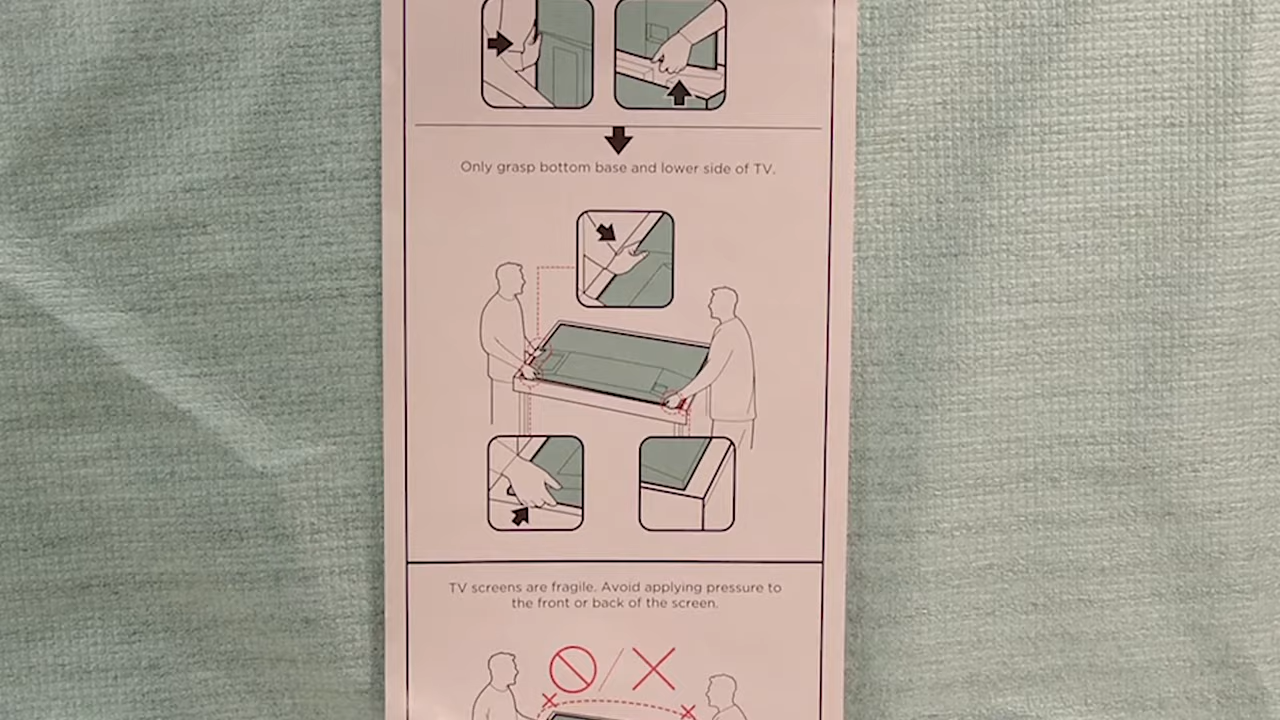 Only grasp bottom base and lower side of TV.
TV screens are fragile. Avoid applying pressure to
the front or back of the screen.